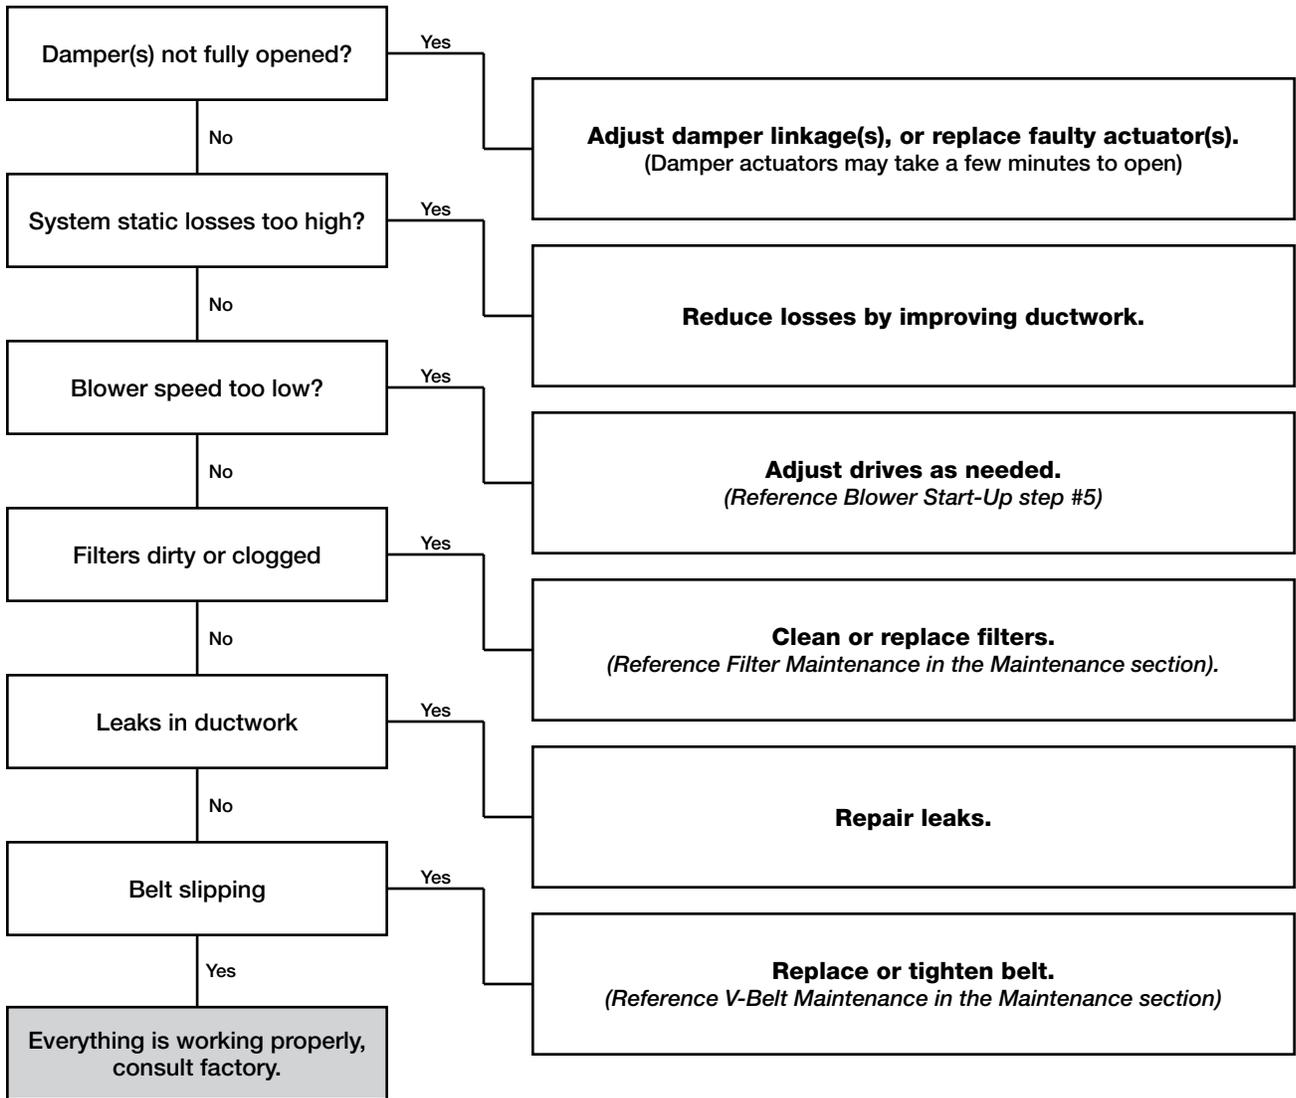 Damper(s) not fully opened?
Yes
Adjust damper linkage(s), or replace faulty actuator(s).
(Damper actuators may take a few minutes to open)
No
System static losses too high?
Yes
Reduce losses by improving ductwork.
No
Blower speed too low?
Yes
Adjust drives as needed.
(Reference Blower Start-Up step #5)
No
Filters dirty or clogged
Yes
Clean or replace filters.
(Reference Filter Maintenance in the Maintenance section).
No
Leaks in ductwork
Yes
Repair leaks.
No
Belt slipping
Yes
Replace or tighten belt.
(Reference V-Belt Maintenance in the Maintenance section)
Yes
Everything is working properly,
consult factory.